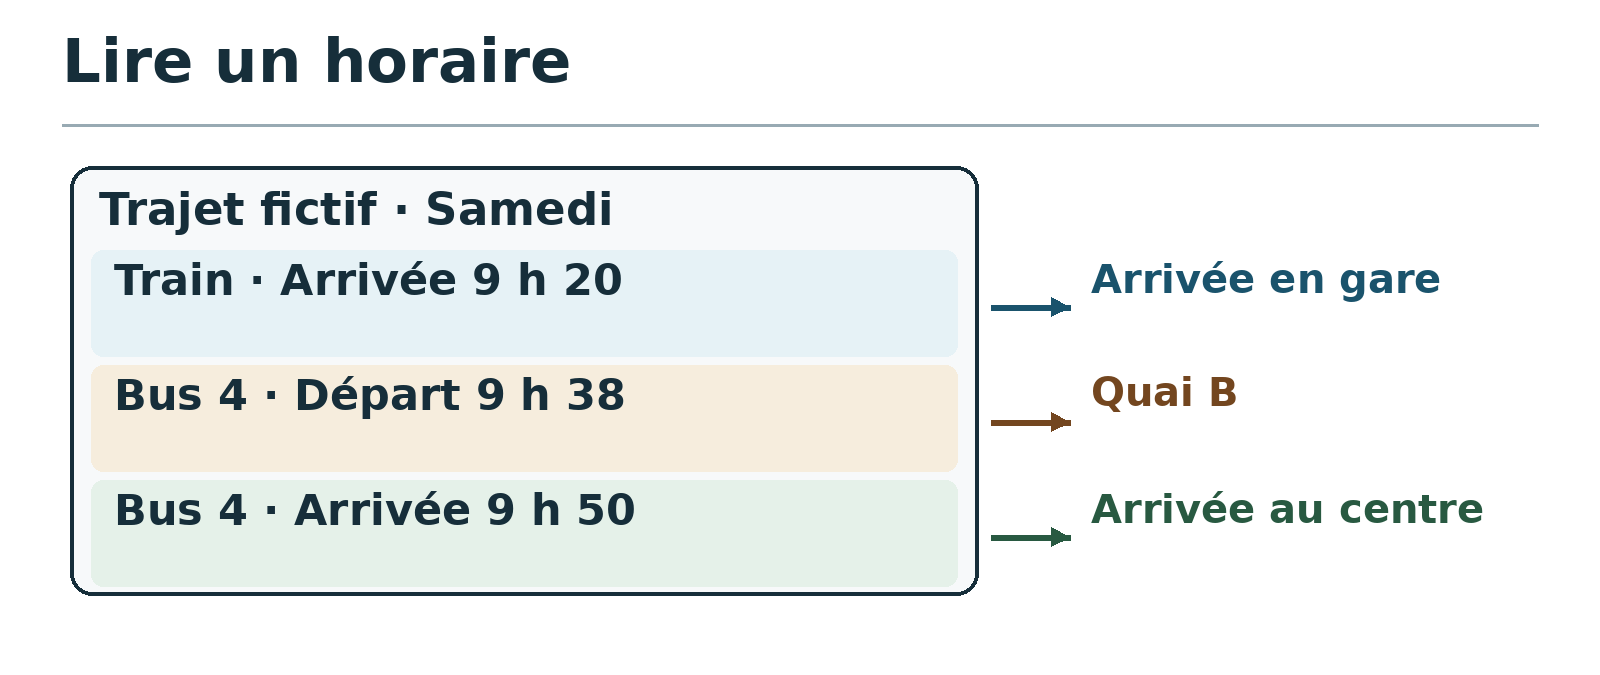 Lire un horaire
Trajet fictif · Samedi
Train · Arrivée 9 h 20
Arrivée en gare
Bus 4 · Départ 9 h 38
Quai B
Bus 4 · Arrivée 9 h 50
Arrivée au centre